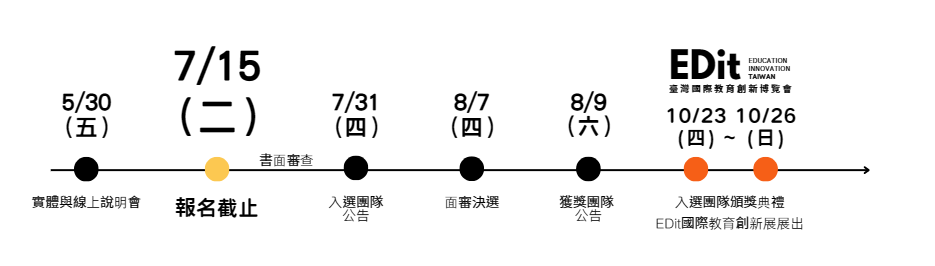 5/30
(五)
實體與線上說明會
7/15
(二)
報名截止
書面審查
7/31
(四)
入選團隊
公告
8/7
(四)
面審決選
8/9
(六)
獲獎團隊
公告
EDit EDUCATION
INNOVATION
TAIWAN
臺灣國際教育創新博覽會
10/23 10/26
(四) ~ (日)
入選團隊頒獎典禮
EDit國際教育創新展展出